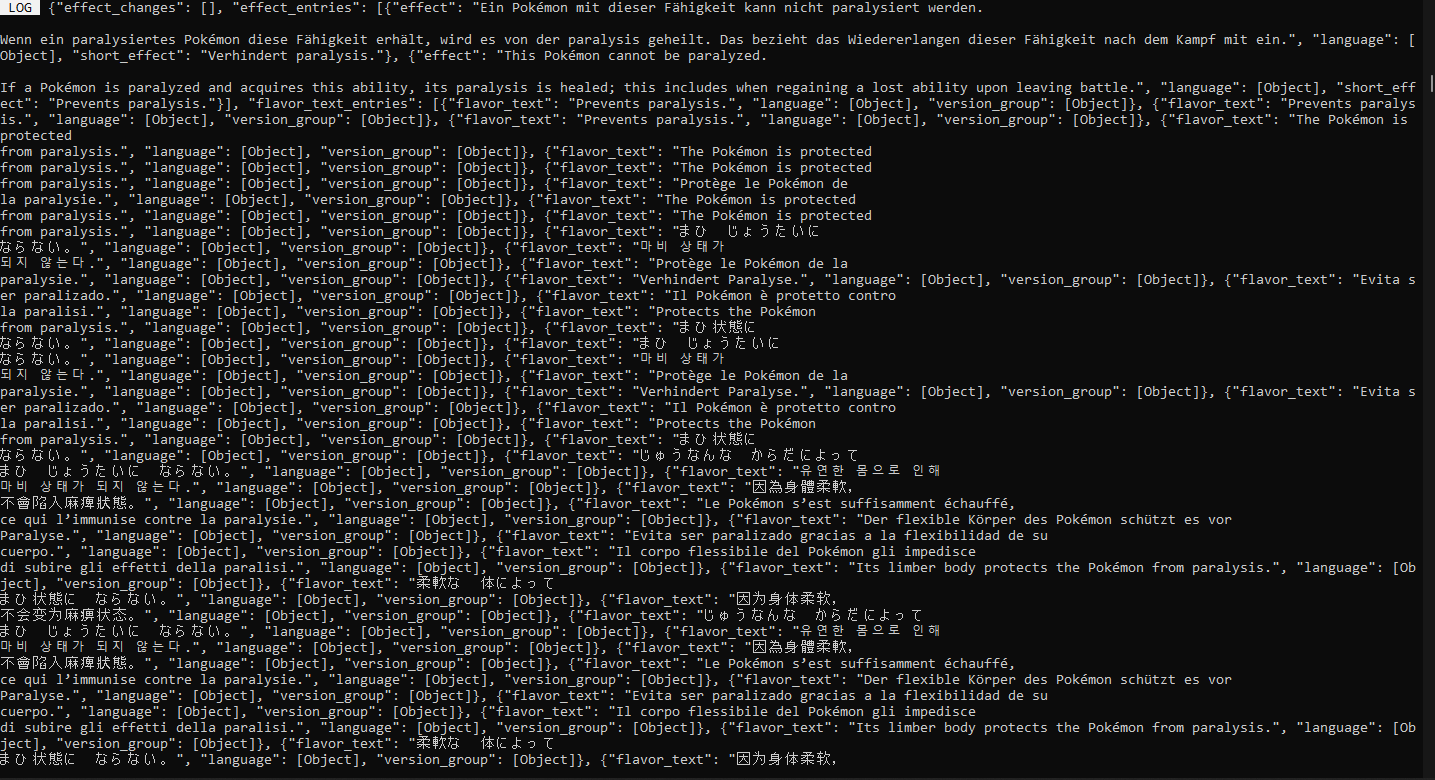 LOG {"effect_changes": [], "effect_entries": [{"effect": "Ein Pokémon mit dieser Fähigkeit kann nicht paralysiert werden.
Wenn ein paralysiertes Pokémon diese Fähigkeit erhält, wird es von der paralysis geheilt. Das bezieht das Wiedererlangen dieser Fähigkeit nach dem Kampf mit ein.", "language": [
Object], "short_effect": "Verhindert paralysis."}, {"effect": "This Pokémon cannot be paralyzed.
If a Pokémon is paralyzed and acquires this ability, its paralysis is healed; this includes when regaining a lost ability upon leaving battle.", "language": [Object], "short_eff
ect": "Prevents paralysis."}], "flavor_text_entries": [{"flavor_text": "Prevents paralysis.", "language": [Object], "version_group": [Object]}, {"flavor_text": "Prevents paralys
is.", "language": [Object], "version_group": [Object]}, {"flavor_text": "Prevents paralysis.", "language": [Object], "version_group": [Object]}, {"flavor_text": "The Pokémon is
protected
from paralysis.", "language": [Object], "version_group": [Object]}, {"flavor_text": "The Pokémon is protected
from paralysis.", "language": [Object], "version_group": [Object]}, {"flavor_text": "The Pokémon is protected
from paralysis.", "language": [Object], "version_group": [Object]}, {"flavor_text": "Protège le Pokémon de
la paralysie.", "language": [Object], "version_group": [Object]}, {"flavor_text": "The Pokémon is protected
from paralysis.", "language": [Object], "version_group": [Object]}, {"flavor_text": "The Pokémon is protected
from paralysis.", "language": [Object], "version_group": [Object]}, {"flavor_text": "まひ　じょうたいに
ならない。", "language": [Object], "version_group": [Object]}, {"flavor_text": "마비 상태가
되지 않는다.", "language": [Object], "version_group": [Object]}, {"flavor_text": "Protège le Pokémon de la
paralysie.", "language": [Object], "version_group": [Object]}, {"flavor_text": "Verhindert Paralyse.", "language": [Object], "version_group": [Object]}, {"flavor_text": "Evita s
er paralizado.", "language": [Object], "version_group": [Object]}, {"flavor_text": "Il Pokémon è protetto contro
la paralisi.", "language": [Object], "version_group": [Object]}, {"flavor_text": "Protects the Pokémon
from paralysis.", "language": [Object], "version_group": [Object]}, {"flavor_text": "まひ状態に
ならない。", "language": [Object], "version_group": [Object]}, {"flavor_text": "まひ　じょうたいに
ならない。", "language": [Object], "version_group": [Object]}, {"flavor_text": "마비 상태가
되지 않는다.", "language": [Object], "version_group": [Object]}, {"flavor_text": "Protège le Pokémon de la
paralysie.", "language": [Object], "version_group": [Object]}, {"flavor_text": "Verhindert Paralyse.", "language": [Object], "version_group": [Object]}, {"flavor_text": "Evita s
er paralizado.", "language": [Object], "version_group": [Object]}, {"flavor_text": "Il Pokémon è protetto contro
la paralisi.", "language": [Object], "version_group": [Object]}, {"flavor_text": "Protects the Pokémon
from paralysis.", "language": [Object], "version_group": [Object]}, {"flavor_text": "まひ状態に
ならない。", "language": [Object], "version_group": [Object]}, {"flavor_text": "じゅうなんな　からだによって
まひ　じょうたいに　ならない。", "language": [Object], "version_group": [Object]}, {"flavor_text": "유연한 몸으로 인해
마비 상태가 되지 않는다.", "language": [Object], "version_group": [Object]}, {"flavor_text": "因為身體柔軟，
不會陷入麻痺狀態。", "language": [Object], "version_group": [Object]}, {"flavor_text": "Le Pokémon s’est suffisamment échauffé,
ce qui l’immunise contre la paralysie.", "language": [Object], "version_group": [Object]}, {"flavor_text": "Der flexible Körper des Pokémon schützt es vor
Paralyse.", "language": [Object], "version_group": [Object]}, {"flavor_text": "Evita ser paralizado gracias a la flexibilidad de su
cuerpo.", "language": [Object], "version_group": [Object]}, {"flavor_text": "Il corpo flessibile del Pokémon gli impedisce
di subire gli effetti della paralisi.", "language": [Object], "version_group": [Object]}, {"flavor_text": "Its limber body protects the Pokémon from paralysis.", "language": [Ob
ject], "version_group": [Object]}, {"flavor_text": "柔軟な　体によって
まひ状態に　ならない。", "language": [Object], "version_group": [Object]}, {"flavor_text": "因为身体柔软，
不会变为麻痹状态。", "language": [Object], "version_group": [Object]}, {"flavor_text": "じゅうなんな　からだによって
まひ　じょうたいに　ならない。", "language": [Object], "version_group": [Object]}, {"flavor_text": "유연한 몸으로 인해
마비 상태가 되지 않는다.", "language": [Object], "version_group": [Object]}, {"flavor_text": "因為身體柔軟，
不會陷入麻痺狀態。", "language": [Object], "version_group": [Object]}, {"flavor_text": "Le Pokémon s’est suffisamment échauffé,
ce qui l’immunise contre la paralysie.", "language": [Object], "version_group": [Object]}, {"flavor_text": "Der flexible Körper des Pokémon schützt es vor
Paralyse.", "language": [Object], "version_group": [Object]}, {"flavor_text": "Evita ser paralizado gracias a la flexibilidad de su
cuerpo.", "language": [Object], "version_group": [Object]}, {"flavor_text": "Il corpo flessibile del Pokémon gli impedisce
di subire gli effetti della paralisi.", "language": [Object], "version_group": [Object]}, {"flavor_text": "Its limber body protects the Pokémon from paralysis.", "language": [Ob
ject], "version_group": [Object]}, {"flavor_text": "柔軟な　体によって
まひ状態に　ならない。", "language": [Object], "version_group": [Object]}, {"flavor_text": "因为身体柔软，